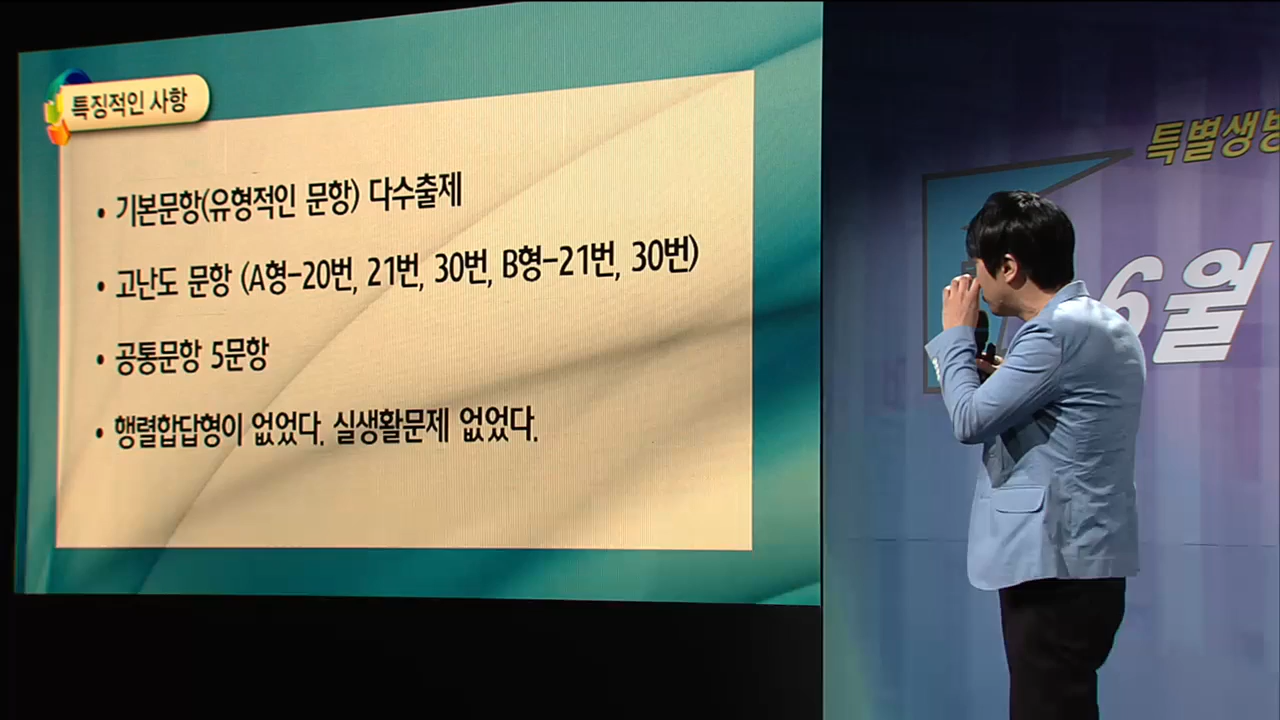 특징적인 사항
• 기본문항(유형적인 문항) 다수출제
• 고난도 문항 (A형-20번, 21번, 30번, B형-21번, 30번)
• 공통문항 5문항
• 행렬합답형이 없었다. 실생활문제 없었다.
특별생방
6월